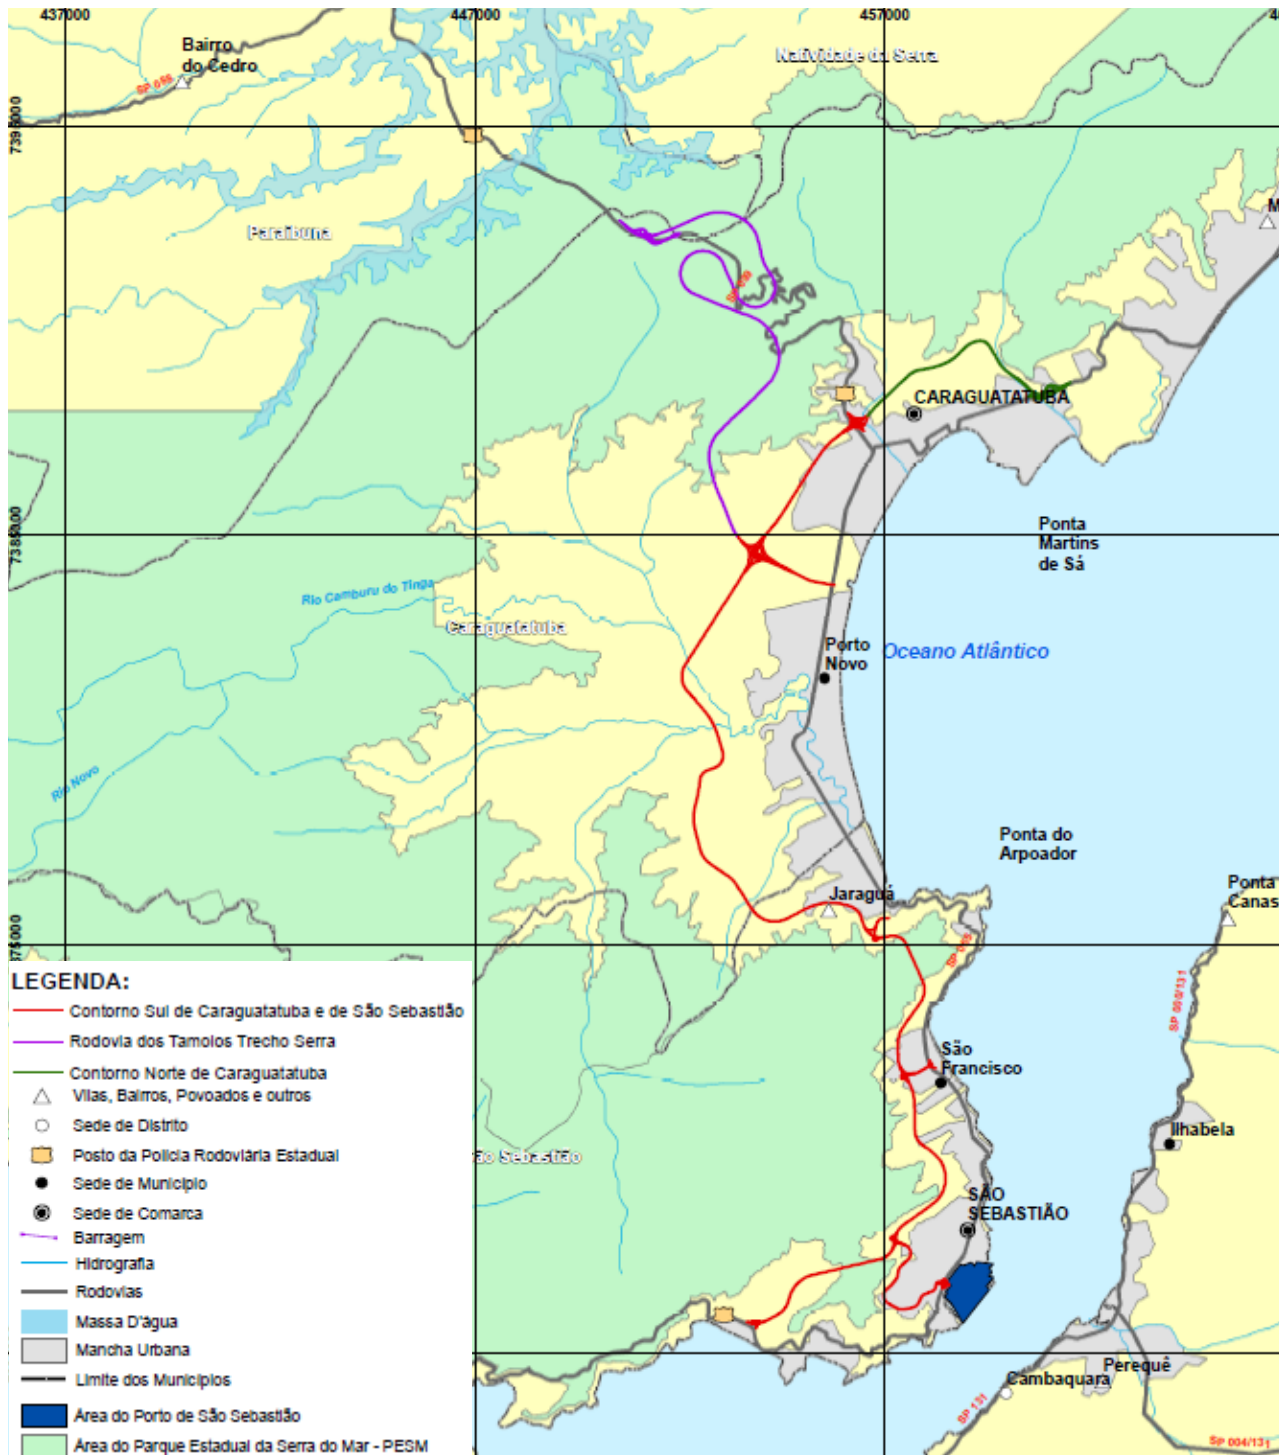 437000
447000
457000
Bairro
do Cedro
SP 055
Natividade da Serra
7395000
Paraibuna
CARAGUATATUBA
7385000
Ponta
Martins
de Sá
Rio Camburu do Tinga
Caraguatatuba
Porto
Novo
Oceano Atlântico
Rio Novo
Ponta do
Arpoador
Jaraguá
Ponta
Canas
SP 055
São
Francisco
Ilhabela
ão Sebastião
SÃO
SEBASTIÃO
Perequê
Cambaquara
SP 131
LEGENDA:
Contorno Sul de Caraguatatuba e de São Sebastião
Rodovia dos Tamoios Trecho Serra
Contorno Norte de Caraguatatuba
Vilas, Bairros, Povoados e outros
Sede de Distrito
Posto da Polícia Rodoviária Estadual
Sede de Município
Sede de Comarca
Barragem
Hidrografia
Rodovias
Massa D'água
Mancha Urbana
Limite dos Municípios
Área do Porto de São Sebastião
Área do Parque Estadual da Serra do Mar - PESM